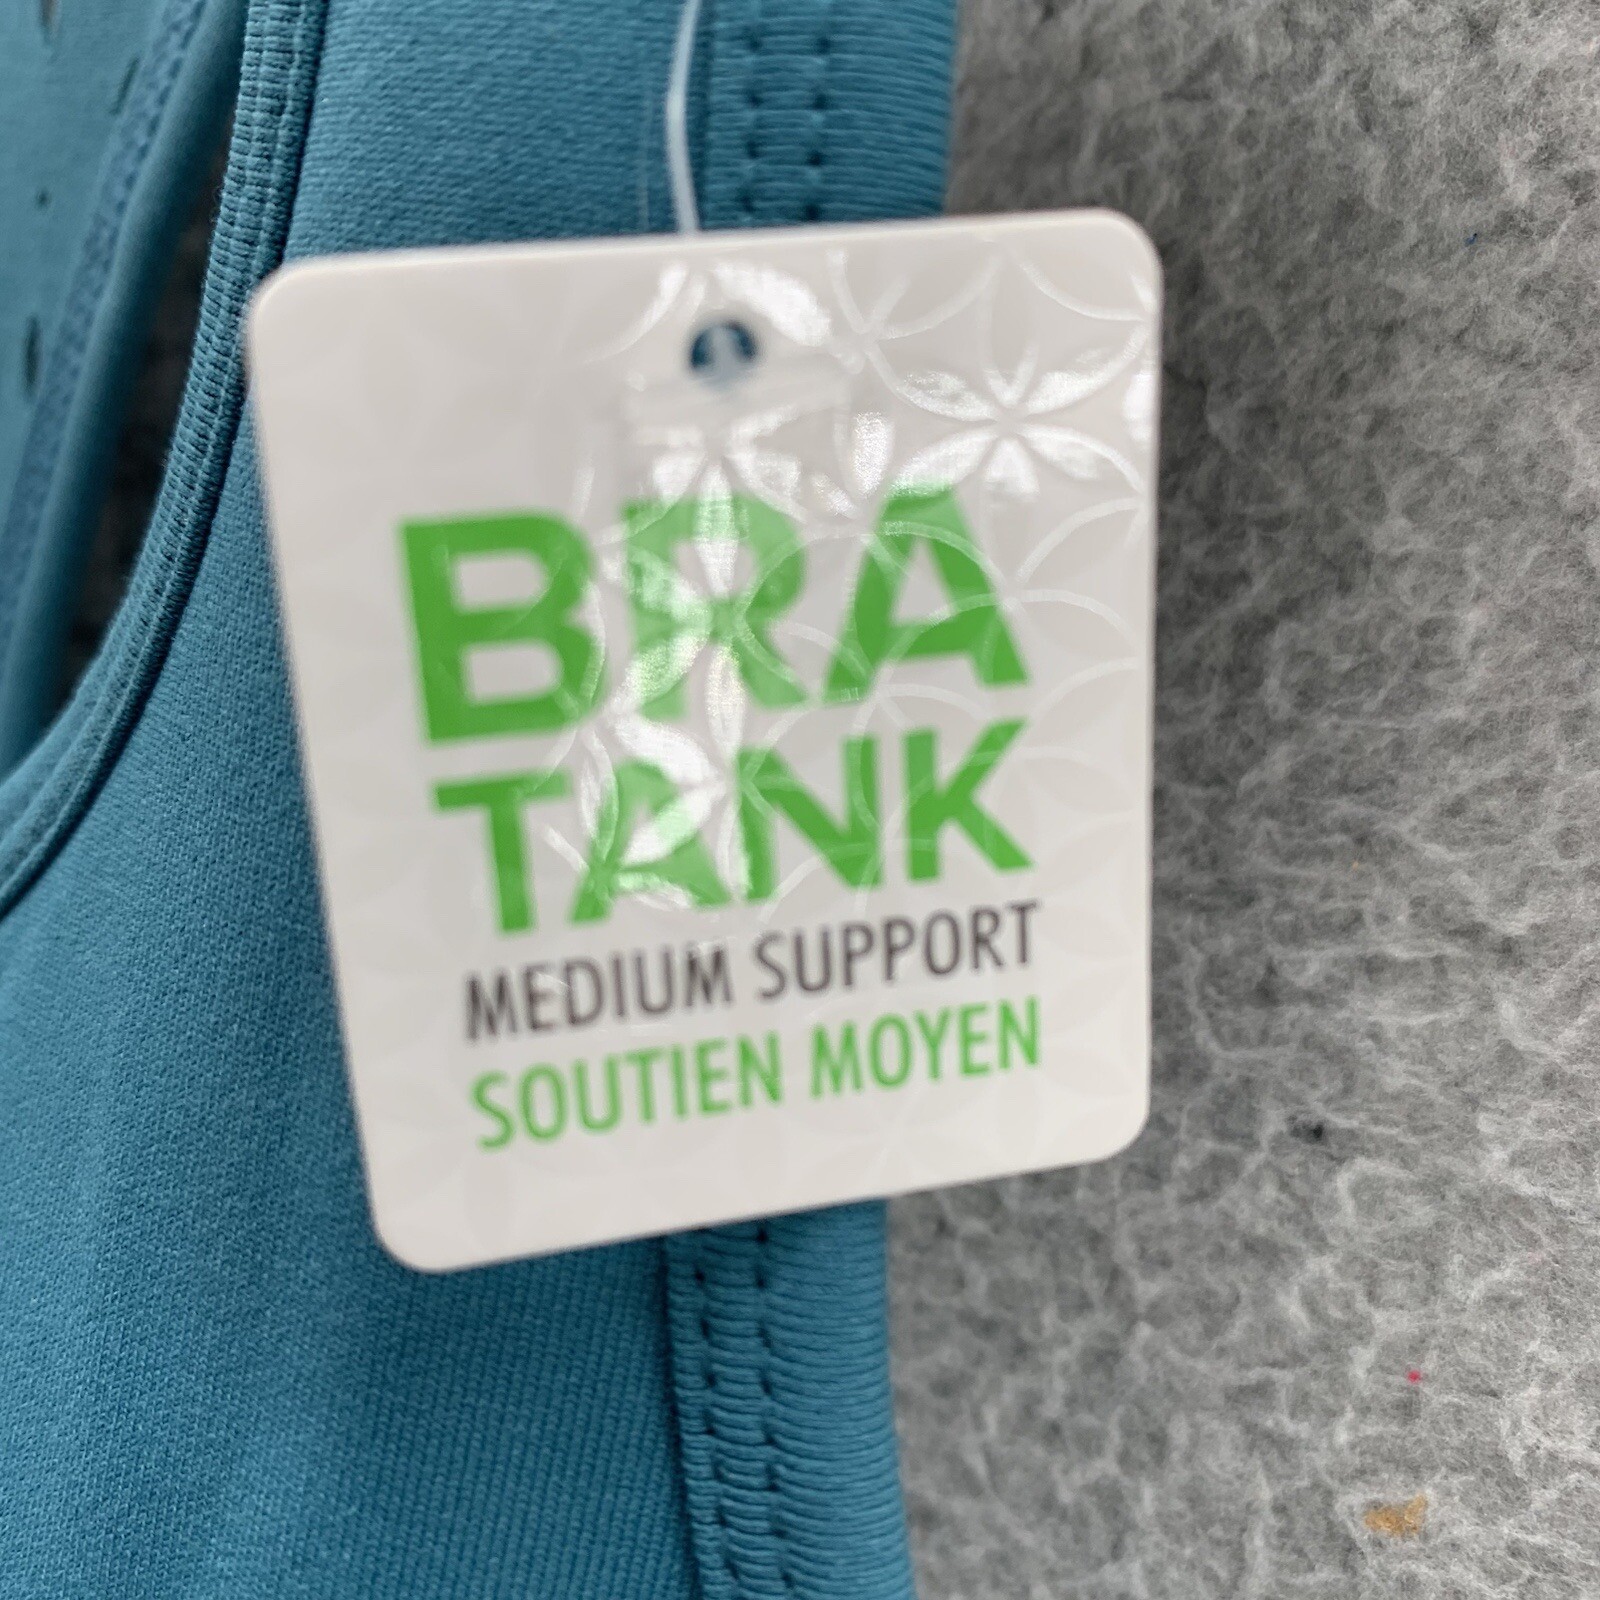 BRA
TANK
MEDIUM SUPPORT
SOUTIEN MOYEN